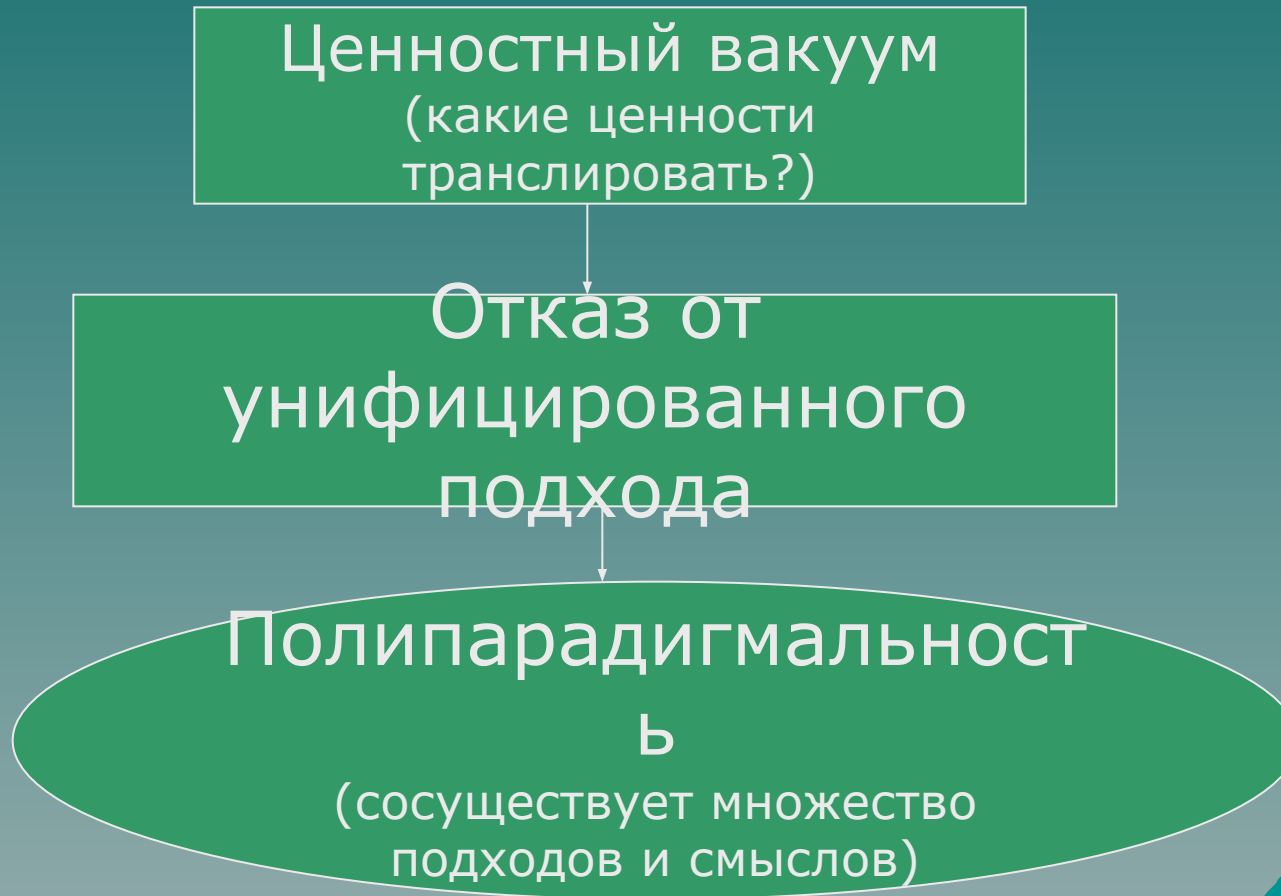 Ценностный вакуум
(какие ценности
транслировать?)
Отказ от
унифицированного
подхода
Полипарадигмальност
ь
(сосуществует множество
подходов и смыслов)